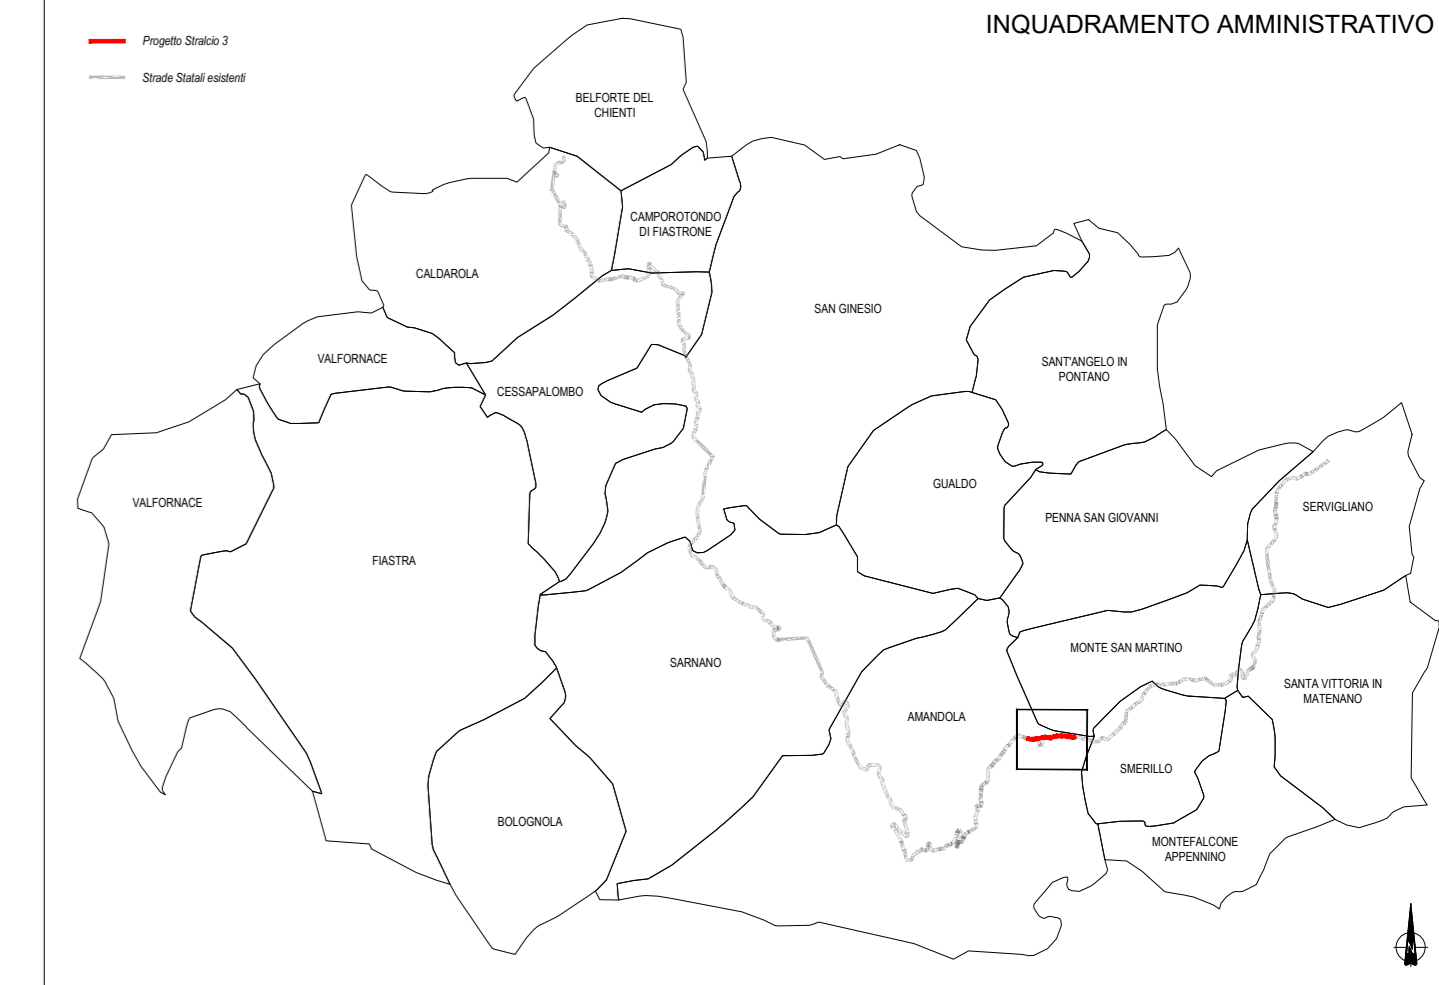 INQUADRAMENTO AMMINISTRATIVO
Progetto Stralcio 3
Strade Statali esistenti
BELFORTE DEL
CHIENTI
CAMPOROTONDO
DI FIASTRONE
CALDAROLA
SAN GINESIO
VALFORNACE
SANT'ANGELO IN
PONTANO
CESSAPALOMBO
GUALDO
VALFORNACE
SERVIGLIANO
PENNA SAN GIOVANNI
FIASTRA
MONTE SAN MARTINO
SARNANO
SANTA VITTORIA IN
MATENANO
AMANDOLA
SMERILLO
BOLOGNOLA
MONTEFALCONE
APPENNINO